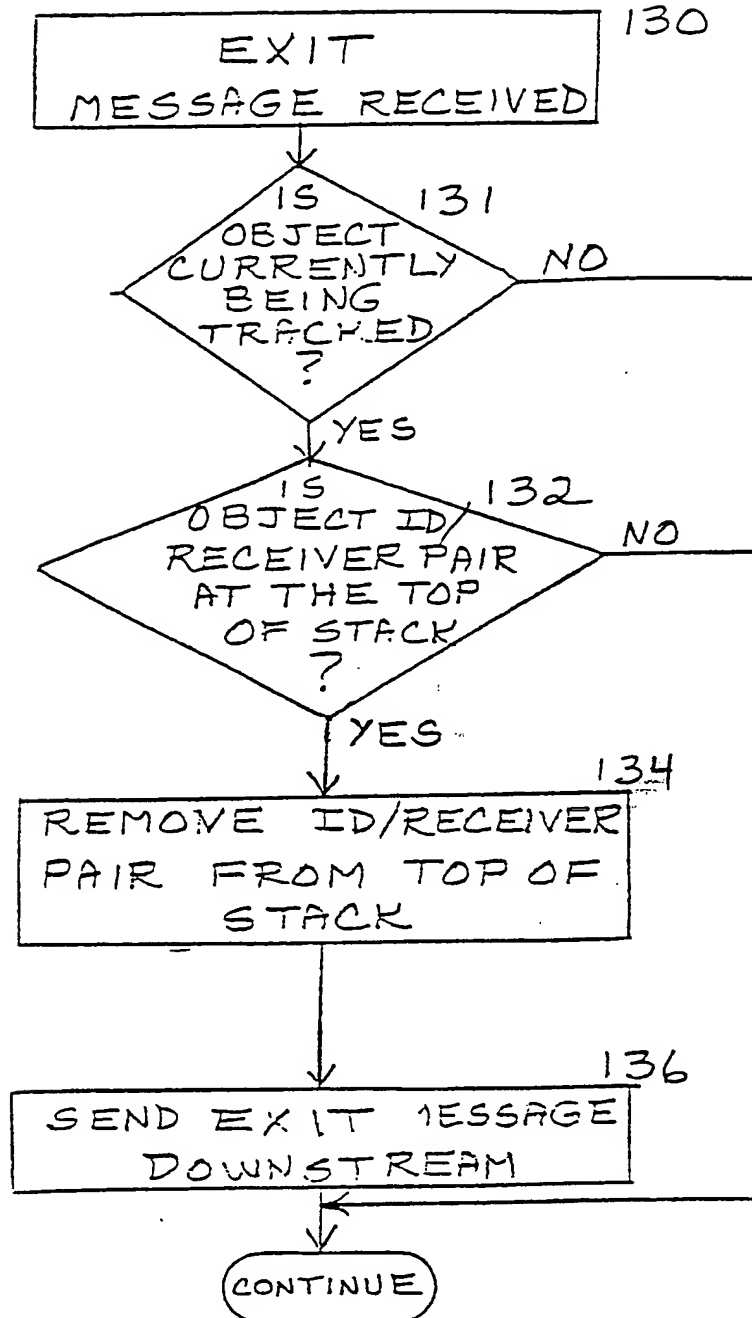 130
EXIT
MESSAGE RECEIVED
131
IS
OBJECT
CURRENTLY
BEING
TRACKED
?
NO
YES
132
IS
OBJECT ID
RECEIVER PAIR
AT THE TOP
OF STACK
?
NO
YES
134
REMOVE ID/RECEIVER
PAIR FROM TOP OF
STACK
136
SEND EXIT MESSAGE
DOWNSTREAM
CONTINUE